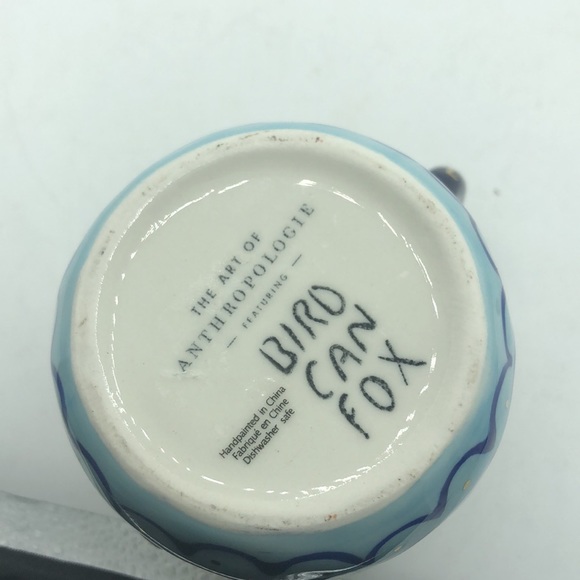 THE ART OF
ANTHROPOLOGIE
— FEATURING —
BIRD
CAN
FOX
Handpainted in China
Fabriqué en Chine
Dishwasher safe